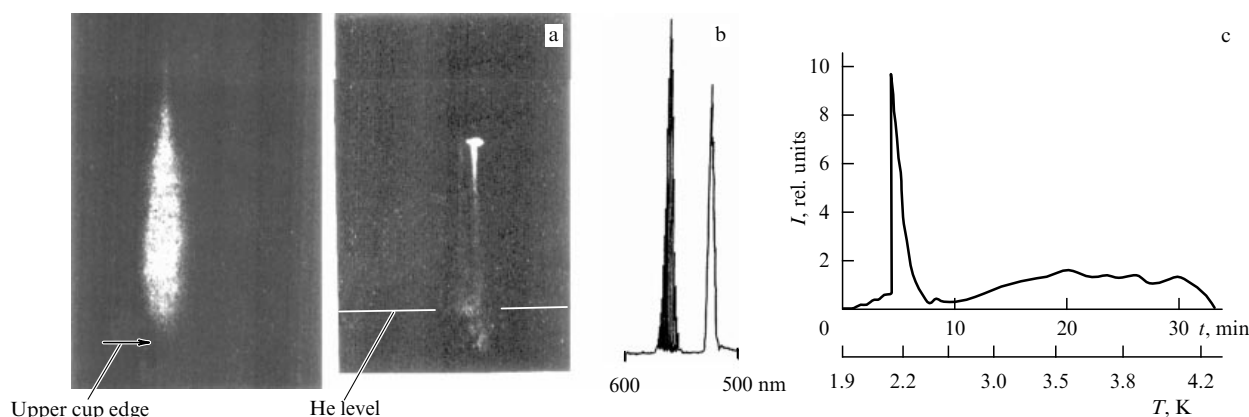 a
b
c
I, rel. units
10
8
6
4
2
0
10
20
30
t, min
1.9
2.2
3.0
3.5
3.8
4.2
T, K
600
500 nm
Upper cup edge
He level